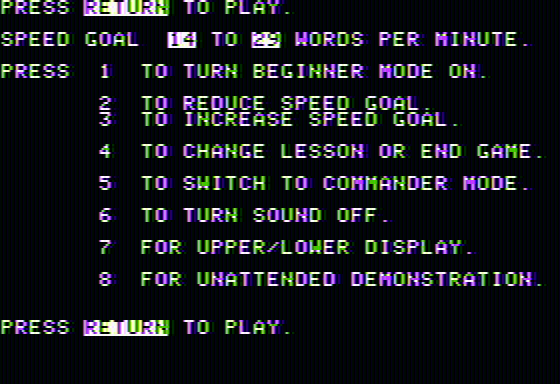 PRESS RETURN TO PLAY.
SPEED GOAL 14 TO 29 WORDS PER MINUTE.
PRESS 1 TO TURN BEGINNER MODE ON.
2 TO REDUCE SPEED GOAL.
3 TO INCREASE SPEED GOAL.
4 TO CHANGE LESSON OR END GAME.
5 TO SWITCH TO COMMANDER MODE.
6 TO TURN SOUND OFF.
7 FOR UPPER/LOWER DISPLAY.
8 FOR UNATTENDED DEMONSTRATION.
PRESS RETURN TO PLAY.